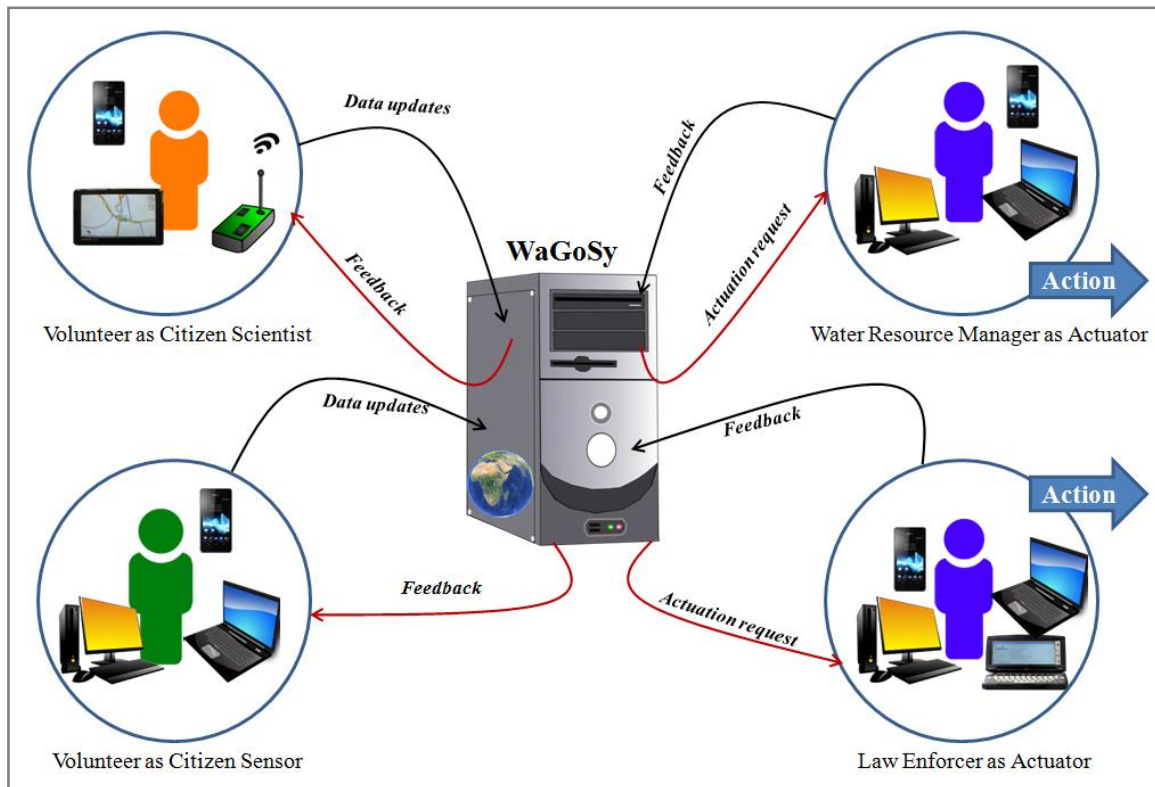 Data updates
Feedback
Volunteer as Citizen Scientist
WaGoSy
Feedback
Actuation request
Action
Water Resource Manager as Actuator
Data updates
Feedback
Volunteer as Citizen Sensor
Feedback
Action
Actuation request
Law Enforcer as Actuator